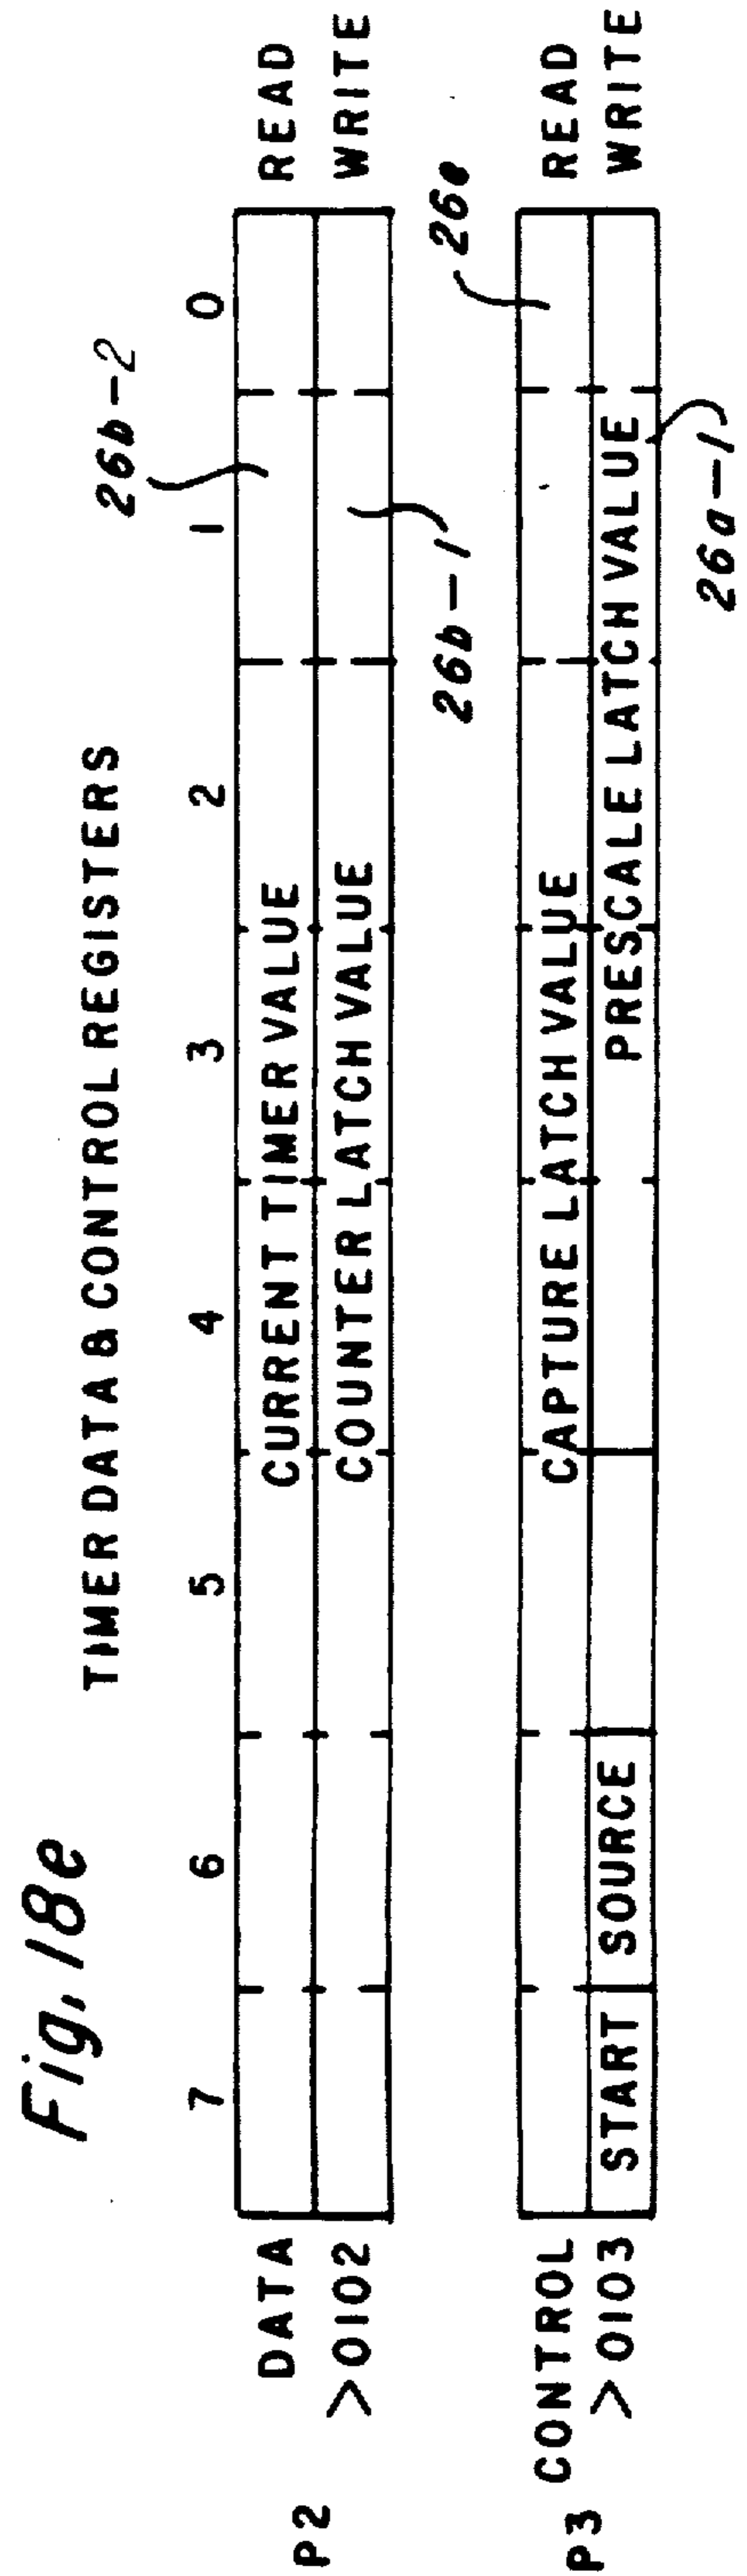 Fig. 18e
TIMER DATA & CONTROL REGISTERS
7 6 5 4 3 2 1 0
26b-2
P2 DATA CURRENT TIMER VALUE READ
>0102 COUNTER LATCH VALUE WRITE
26b-1
26e
P3 CONTROL CAPTURE LATCH VALUE READ
>0103 START SOURCE PRESCALE LATCH VALUE WRITE
26a-1